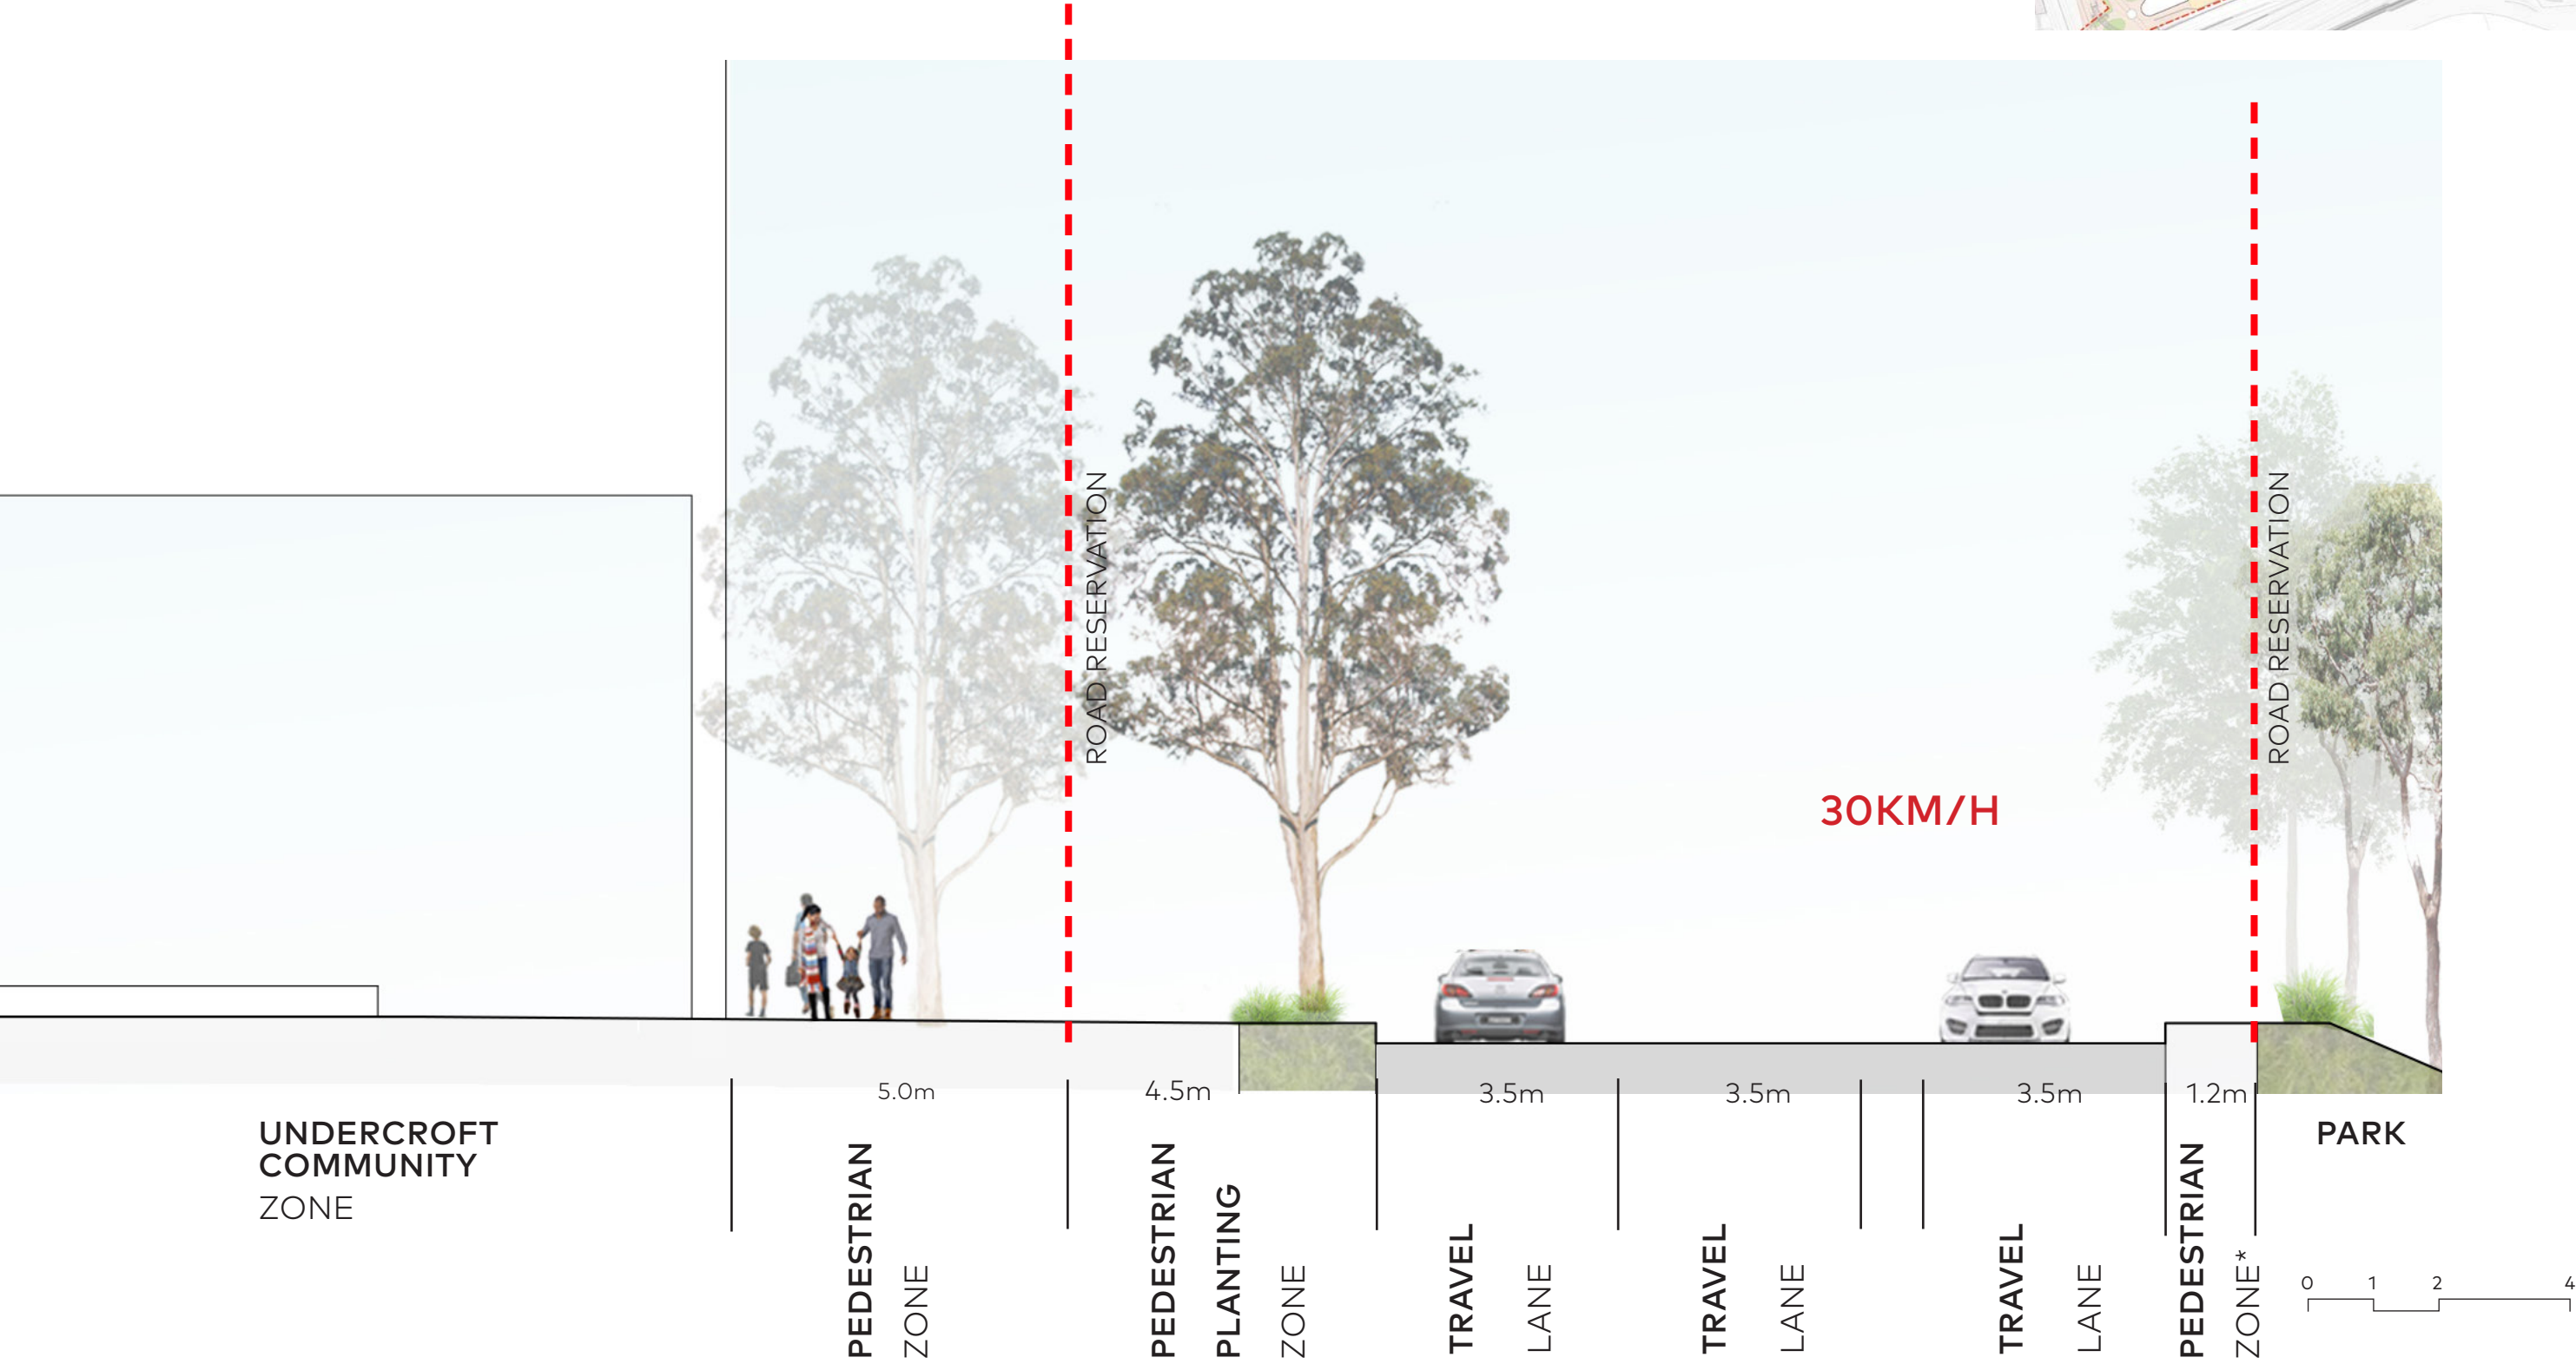 ROAD RESERVATION
ROAD RESERVATION
30KM/H
5.0m
4.5m
3.5m
3.5m
3.5m
1.2m
UNDERCROFT
COMMUNITY
ZONE
PEDESTRIAN
ZONE
PEDESTRIAN
PLANTING
ZONE
TRAVEL
LANE
TRAVEL
LANE
TRAVEL
LANE
PEDESTRIAN
ZONE*
PARK
0 1 2 4